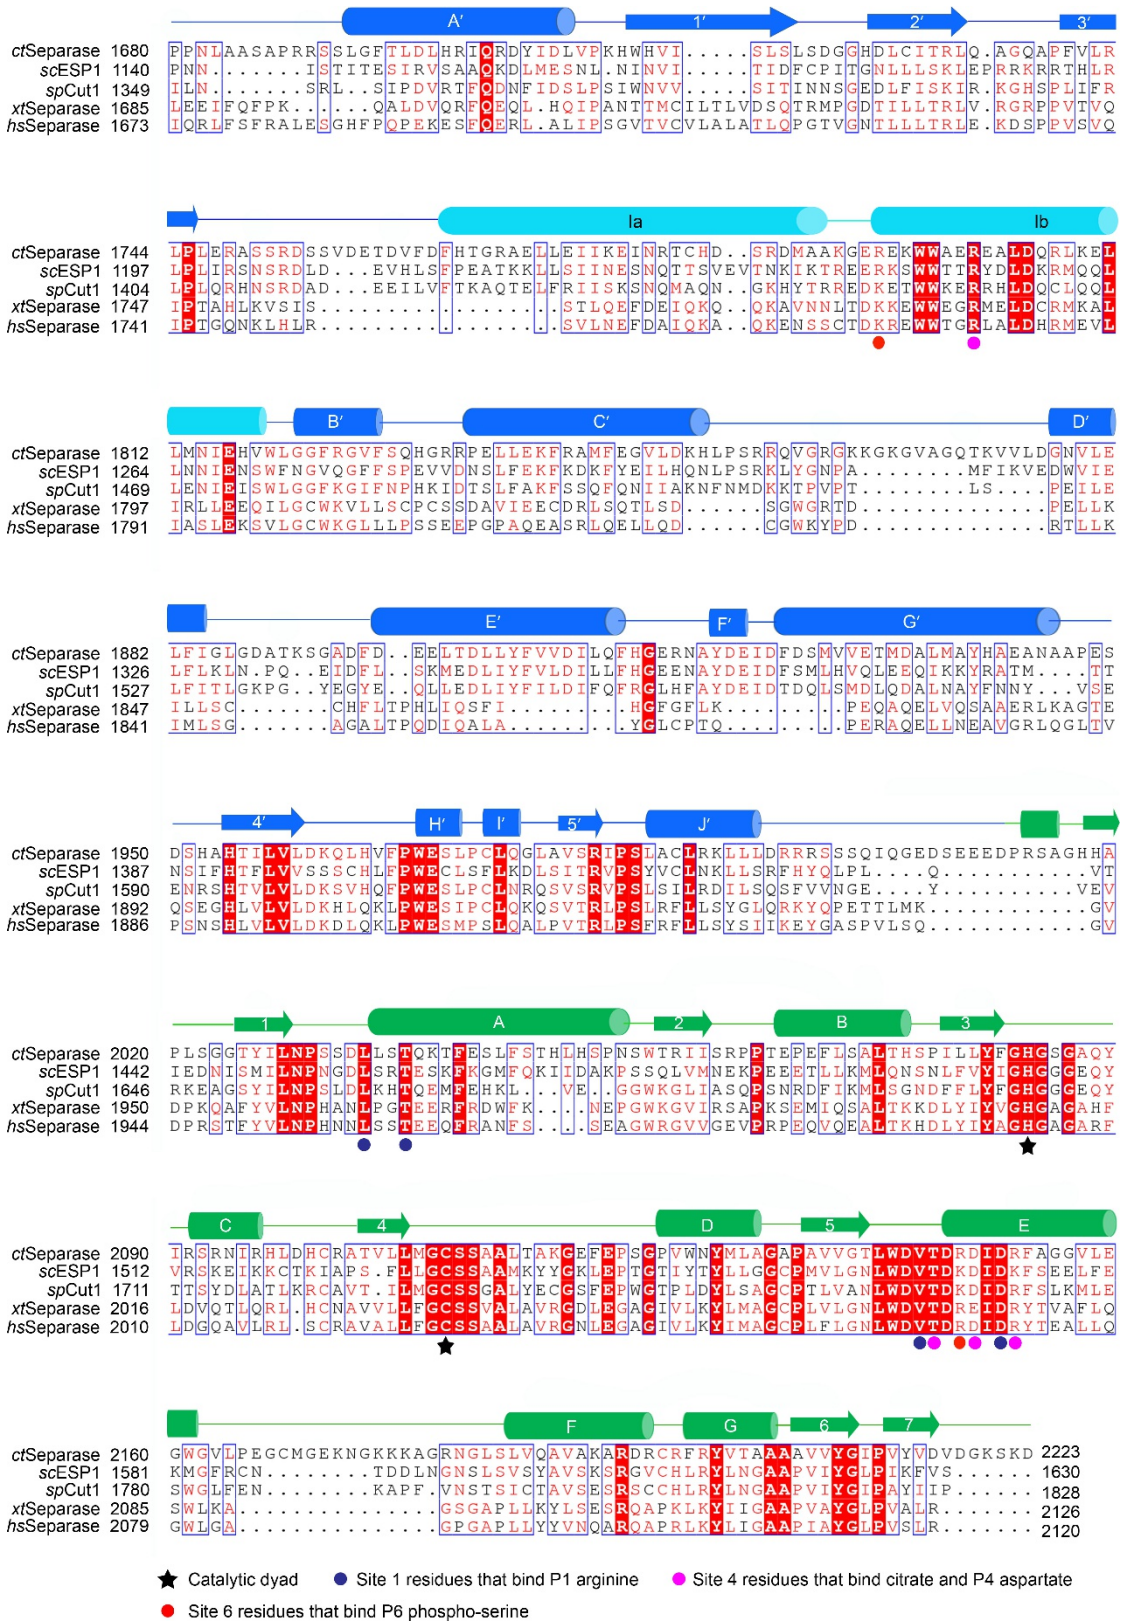 A′ 1′ 2′ 3′
ctSeparase 1680 PPNLAASAPRRSSLGFTLDLHRIQRDYIDLVPKHWHVI.....SLSLSDGGHDLCITRLQ.AGQAPFVLR
scESP1 1140 PNN.......ISTITESIRVSAAQKDLMESNL.NINVI.....TIDFCPITGNLLLSKLEPRRKRRTHLR
spCut1 1349 ILN.......SRL..SIPDVRTFQDNFIDSLPSIWNVV.....SITINNSGEDLFISKIR.KGHSPLIFR
xtSeparase 1685 LEEIFQFPK.....QALDVQREQL.HQIPANTTMCILTLVDSQTRMPGDTILLTRLV.RGRPPVTVQ
hsSeparase 1673 IQRLFSFRALESGHFPQPEKESFQERL.ALIPSGVTVCVLALATLQPGTVGNTLLLTRLE.KDSPPVSVQ
Ia Ib
ctSeparase 1744 LPLERASSRDSSVDETDVFDFHTGRAELLEIIKEINRTCHD..SRDMAAKGEREKWWAEREALDQRLKEL
scESP1 1197 LPLIRSNSRDLD...EVHLSFPEATKKLLSIINESNQTTSVEVTNKIKTREERKSWWTTRYDLDKRMQQL
spCut1 1404 LPLQRHNSRDAD...EEILVFTKAQTELFRIISKSNQMAQN..GKHYTRREDKETWWKERRHLDQCLQQL
xtSeparase 1747 IPTAHLKVSIS..................STLQEFDEIQKQ..QKAVNNLTDKKEWWEGRMELDCRMKAL
hsSeparase 1741 IPTGQNKLHLR..................SVLNEFDAIQKA..QKENSSCTDKREWWTGRLALDHRMEVL
B′ C′ D′
ctSeparase 1812 LMNIEHVWLGGFRGVFSQHGRRPELLEKFRAMFEGVLDKHLPSRRQVGRGKKGKGVAGQTKVVLDGNVLE
scESP1 1264 LNNIENSWFNGVQGFFSPEVVDNSLFEKFKDKFYEILHQNLPSRKLYGNPA........MFIKVEDWVIE
spCut1 1469 LENIEISWLGGFKGIFNPHKIDTSLFAKFSSQFQNIIAKNFNMDKKTPVPT........LS....PEILE
xtSeparase 1797 IRLLEEQILGCWKVLLSCPSSDAVIEECDRLSQTLSD......SGWGRTD...............PELLK
hsSeparase 1791 IASLEKSVLGCWKGLLLPSSEEPGPAQEASRLQELLQD.....CGWKYPD...............RTLLK
E′ F′ G′
ctSeparase 1882 LFIGLGDATKSGADFD..EELTDLLYFVVDILQFHGERNAYDEIDFDSMVVETMDALMAYHAEANAAPES
scESP1 1326 LFLKLN.PQ..EIDFL..SKMEDLIYFVLDILLFHGEENAYDEIDFSMLHVQLEEQIKKYRATM....TT
spCut1 1527 LFITLGKPG..YEGYE..QLLEDLIYFILDIFQFRGLHFAYDEIDTDQLSMDLQDALNAYFNNY...VSE
xtSeparase 1847 ILLSC......CHFLTPHLIQSFI.........HGFGFLK.......PEQAQELVQSAAERLKAGTE
hsSeparase 1841 IMLSG......AGALTPQDIQALA.........YGLCPTQ.......PERAQELLNEAVGRLQGLTV
4′ H′ I′ 5′ J′
ctSeparase 1950 DSHAHTILVLDKQLHVFPWESLPCLQGLAVSRIPSLACLRKLLLDRRRSSSQIQGEDSEEEDPRSAGHHA
scESP1 1387 NSIFHTFLVVSSSCHLFPWECLSFLKDLSITRVPSYVCLNKLLSRFHYQLPL....Q...........VT
spCut1 1590 ENRSHTVLVLDKSVHQFPWESLPCLNRQSVSRVPSLSILRDILSQSFVVNGE....Y..........VEV
xtSeparase 1892 QSEGHLVLVLDKHLQKLPWESIPCLQKQSVTRLPSLRFLLSYGLQRKYQPETTLMK............GV
hsSeparase 1886 PSNSHLVLVLDKDLQKLPWESMPSLQALPVTRLPSFRFLLSYSIIKEYGASPVLSQ............GV
1 A 2 B 3
ctSeparase 2020 PLSGGTYILNPSSDLLSTQKTFESLFSTHLHSPNSWTRIISRPPTEPEFLSALTHSPILLYFGHGSGAQY
scESP1 1442 IEDNISMILNPNGDLSRTESKFKGMFQKIIDAKPSSQLVMNEKPEEETLLKMLQNSNLFVYIGHGGGEQY
spCut1 1646 RKEAGSYILNPSLDLKHTQEMFEHKL...VE..GGWKGLIASQPSNRDFIKMLSGNDFFLYFGHGGGEQY
xtSeparase 1950 DPKQAFYVLNPHANLPGTEERFRDWFK....NEPGWKGVIRSAPKSEMIQSALTKKDLYIYVGHGAGAHF
hsSeparase 1944 DPRSTFYVLNPHNNLSSTEEQFRANFS....SEAGWRGVVGEVPRPEQVQEALTKHDLYIYAGHGAGARF
C 4 D 5 E
ctSeparase 2090 IRSRNIRHLDHCRATVLLMGCSSAALTAKGEFEPSGPVWNYMLAGAPAVVGTLWDVTDRDIDRFAGGVLE
scESP1 1512 VRSKEIKKCTKIAPS.FLLGCSSAAMKYYGKLEPTGTIYTYLLGGCPMVLGNLWDVTDKDIDKFSEELFE
spCut1 1711 TTSYDLATLKRCAVT.ILMGCSSGALYECGSFEPWGTPLDYLSAGCPTLVANLWDVTDKDIDRFSLKMLE
xtSeparase 2016 LDVQTLQRL.HCNAVVLLFGCSSVALAVRGDLEGAGIVLKYLMAGCPLVLGNLWDVTDREIDRYTVAFLQ
hsSeparase 2010 LDGQAVLRL.SCRAVALLFGCSSAALAVRGNLEGAGIVLKYIMAGCPLFLGNLWDVTDRDIDRYTEALLQ
F G 6 7
ctSeparase 2160 GWGVLPEGCMGEKNGKKKAGRNGLSLVQAVAKARDRCRFRYVTAAAAVVYGIPVYVDVDGKSKD 2223
scESP1 1581 KMGFRCN.........TDDLNGNSLSVSYAVSKSRGVCHLRYLNGAAPVIYGLPIKFVS...... 1630
spCut1 1780 SWGLFEN.........KAPF.VNSTSICTAVSESRSCCHLRYLNGAAPVIYGIPAYIIP...... 1828
xtSeparase 2085 SWLKA...............GSGAPLLKYLSESRQAPKLKYIIGAAPVAYGLPVALR....... 2126
hsSeparase 2079 GWLGA...............GPGAPLLYYVNQARQAPRLKYLIGAAPIAYGLPVSLR....... 2120
Catalytic dyad Site 1 residues that bind P1 arginine Site 4 residues that bind citrate and P4 aspartate
Site 6 residues that bind P6 phospho-serine